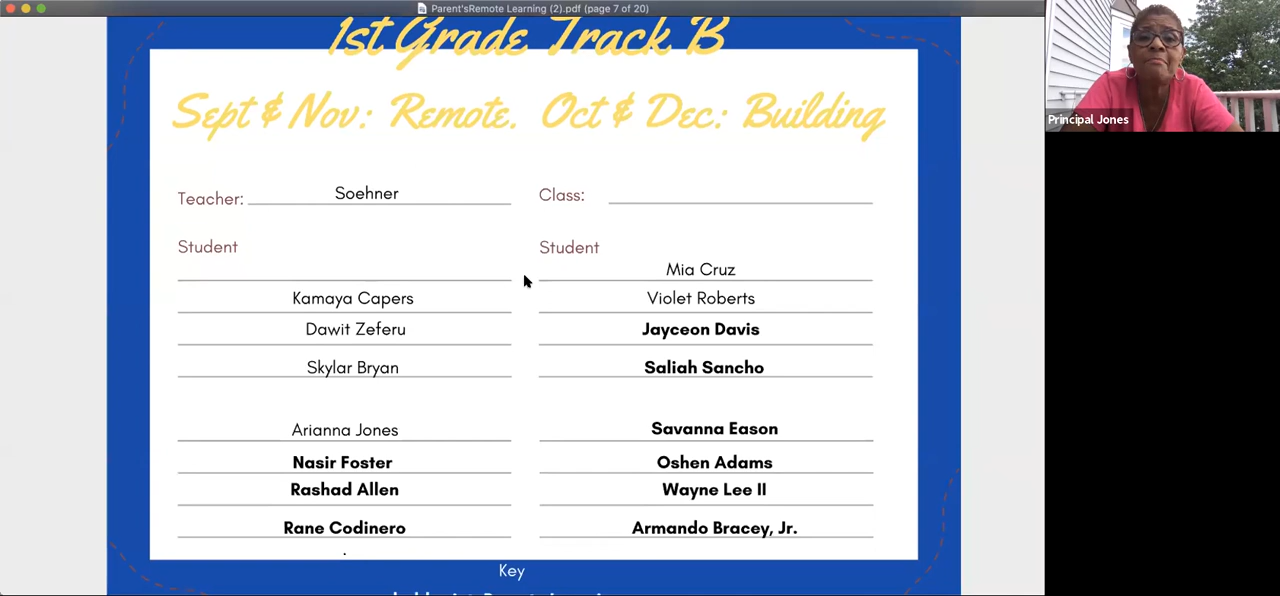 Parent'sRemote Learning (2).pdf (page 7 of 20)
1st Grade Track B
Sept & Nov: Remote. Oct & Dec: Building
Teacher: Soehner Class:
Student Student
Mia Cruz
Kamaya Capers Violet Roberts
Dawit Zeferu Jayceon Davis
Skylar Bryan Saliah Sancho
Arianna Jones Savanna Eason
Nasir Foster Oshen Adams
Rashad Allen Wayne Lee II
Rane Codinero Armando Bracey, Jr.
Key
Principal Jones